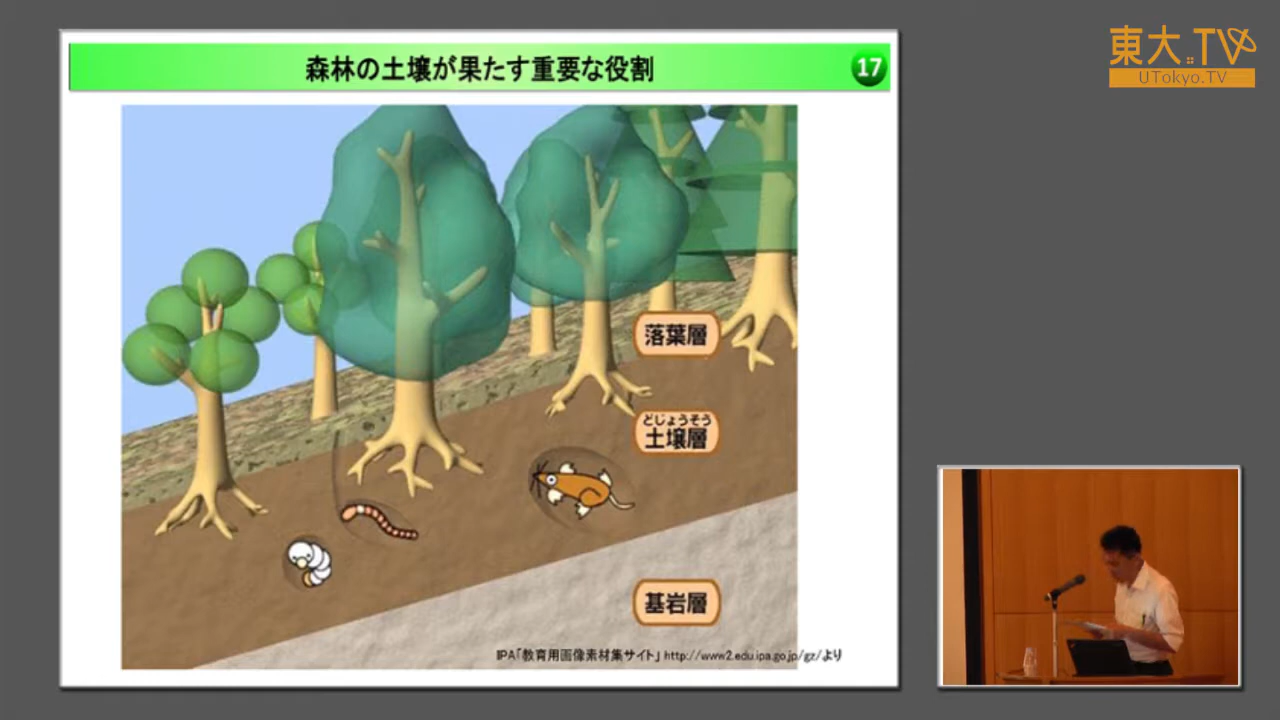 森林の土壌が果たす重要な役割
17
東大.TV
UTokyo.TV
落葉層
どじょうそう
土壌層
基岩層
IPA「教育用画像素材集サイト」 http://www2.edu.ipa.go.jp/gz/より